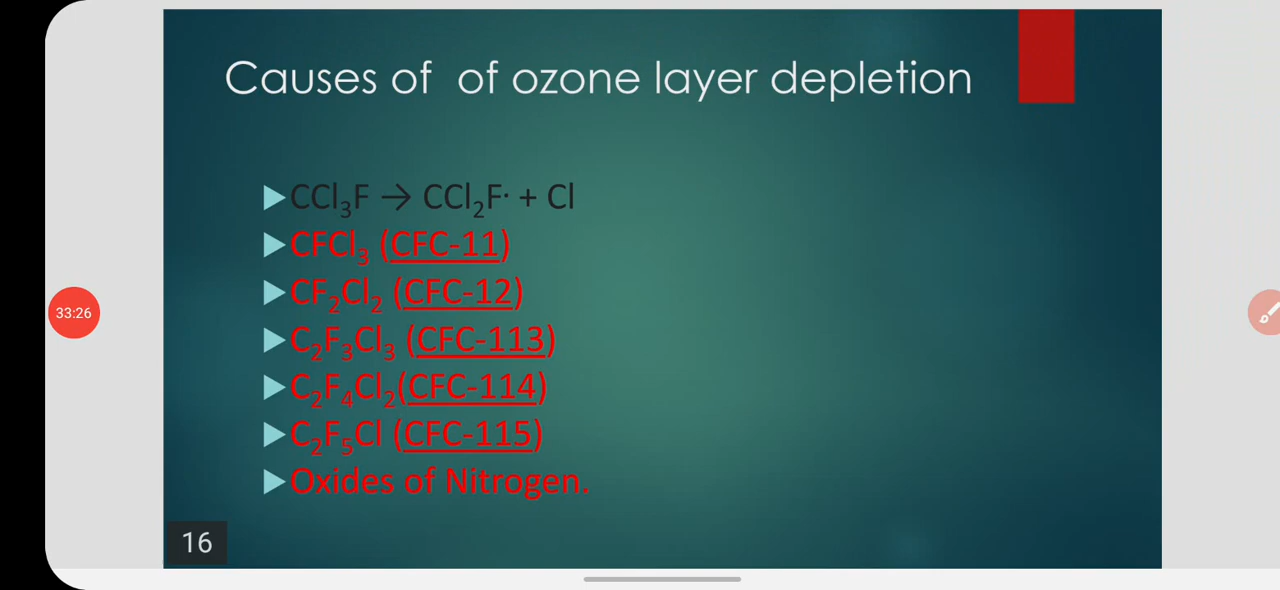 Causes of  of ozone layer depletion
CCl₃F → CCl₂F· + Cl
CFCl₃ (CFC-11)
CF₂Cl₂ (CFC-12)
33:26
C₂F₃Cl₃ (CFC-113)
C₂F₄Cl₂(CFC-114)
C₂F₅Cl (CFC-115)
Oxides of Nitrogen.
16